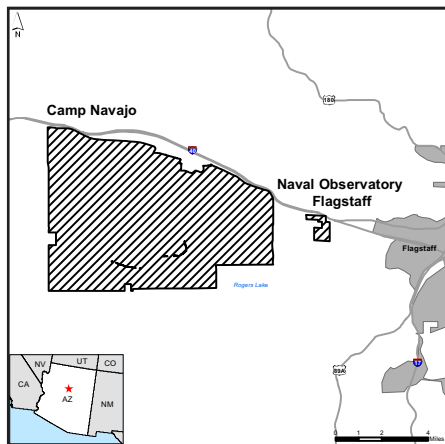 N
180
Camp Navajo
40
Naval Observatory
Flagstaff
Flagstaff
Rogers Lake
NV
UT
CO
CA
AZ
NM
89A
17
0 1 2 4
Miles